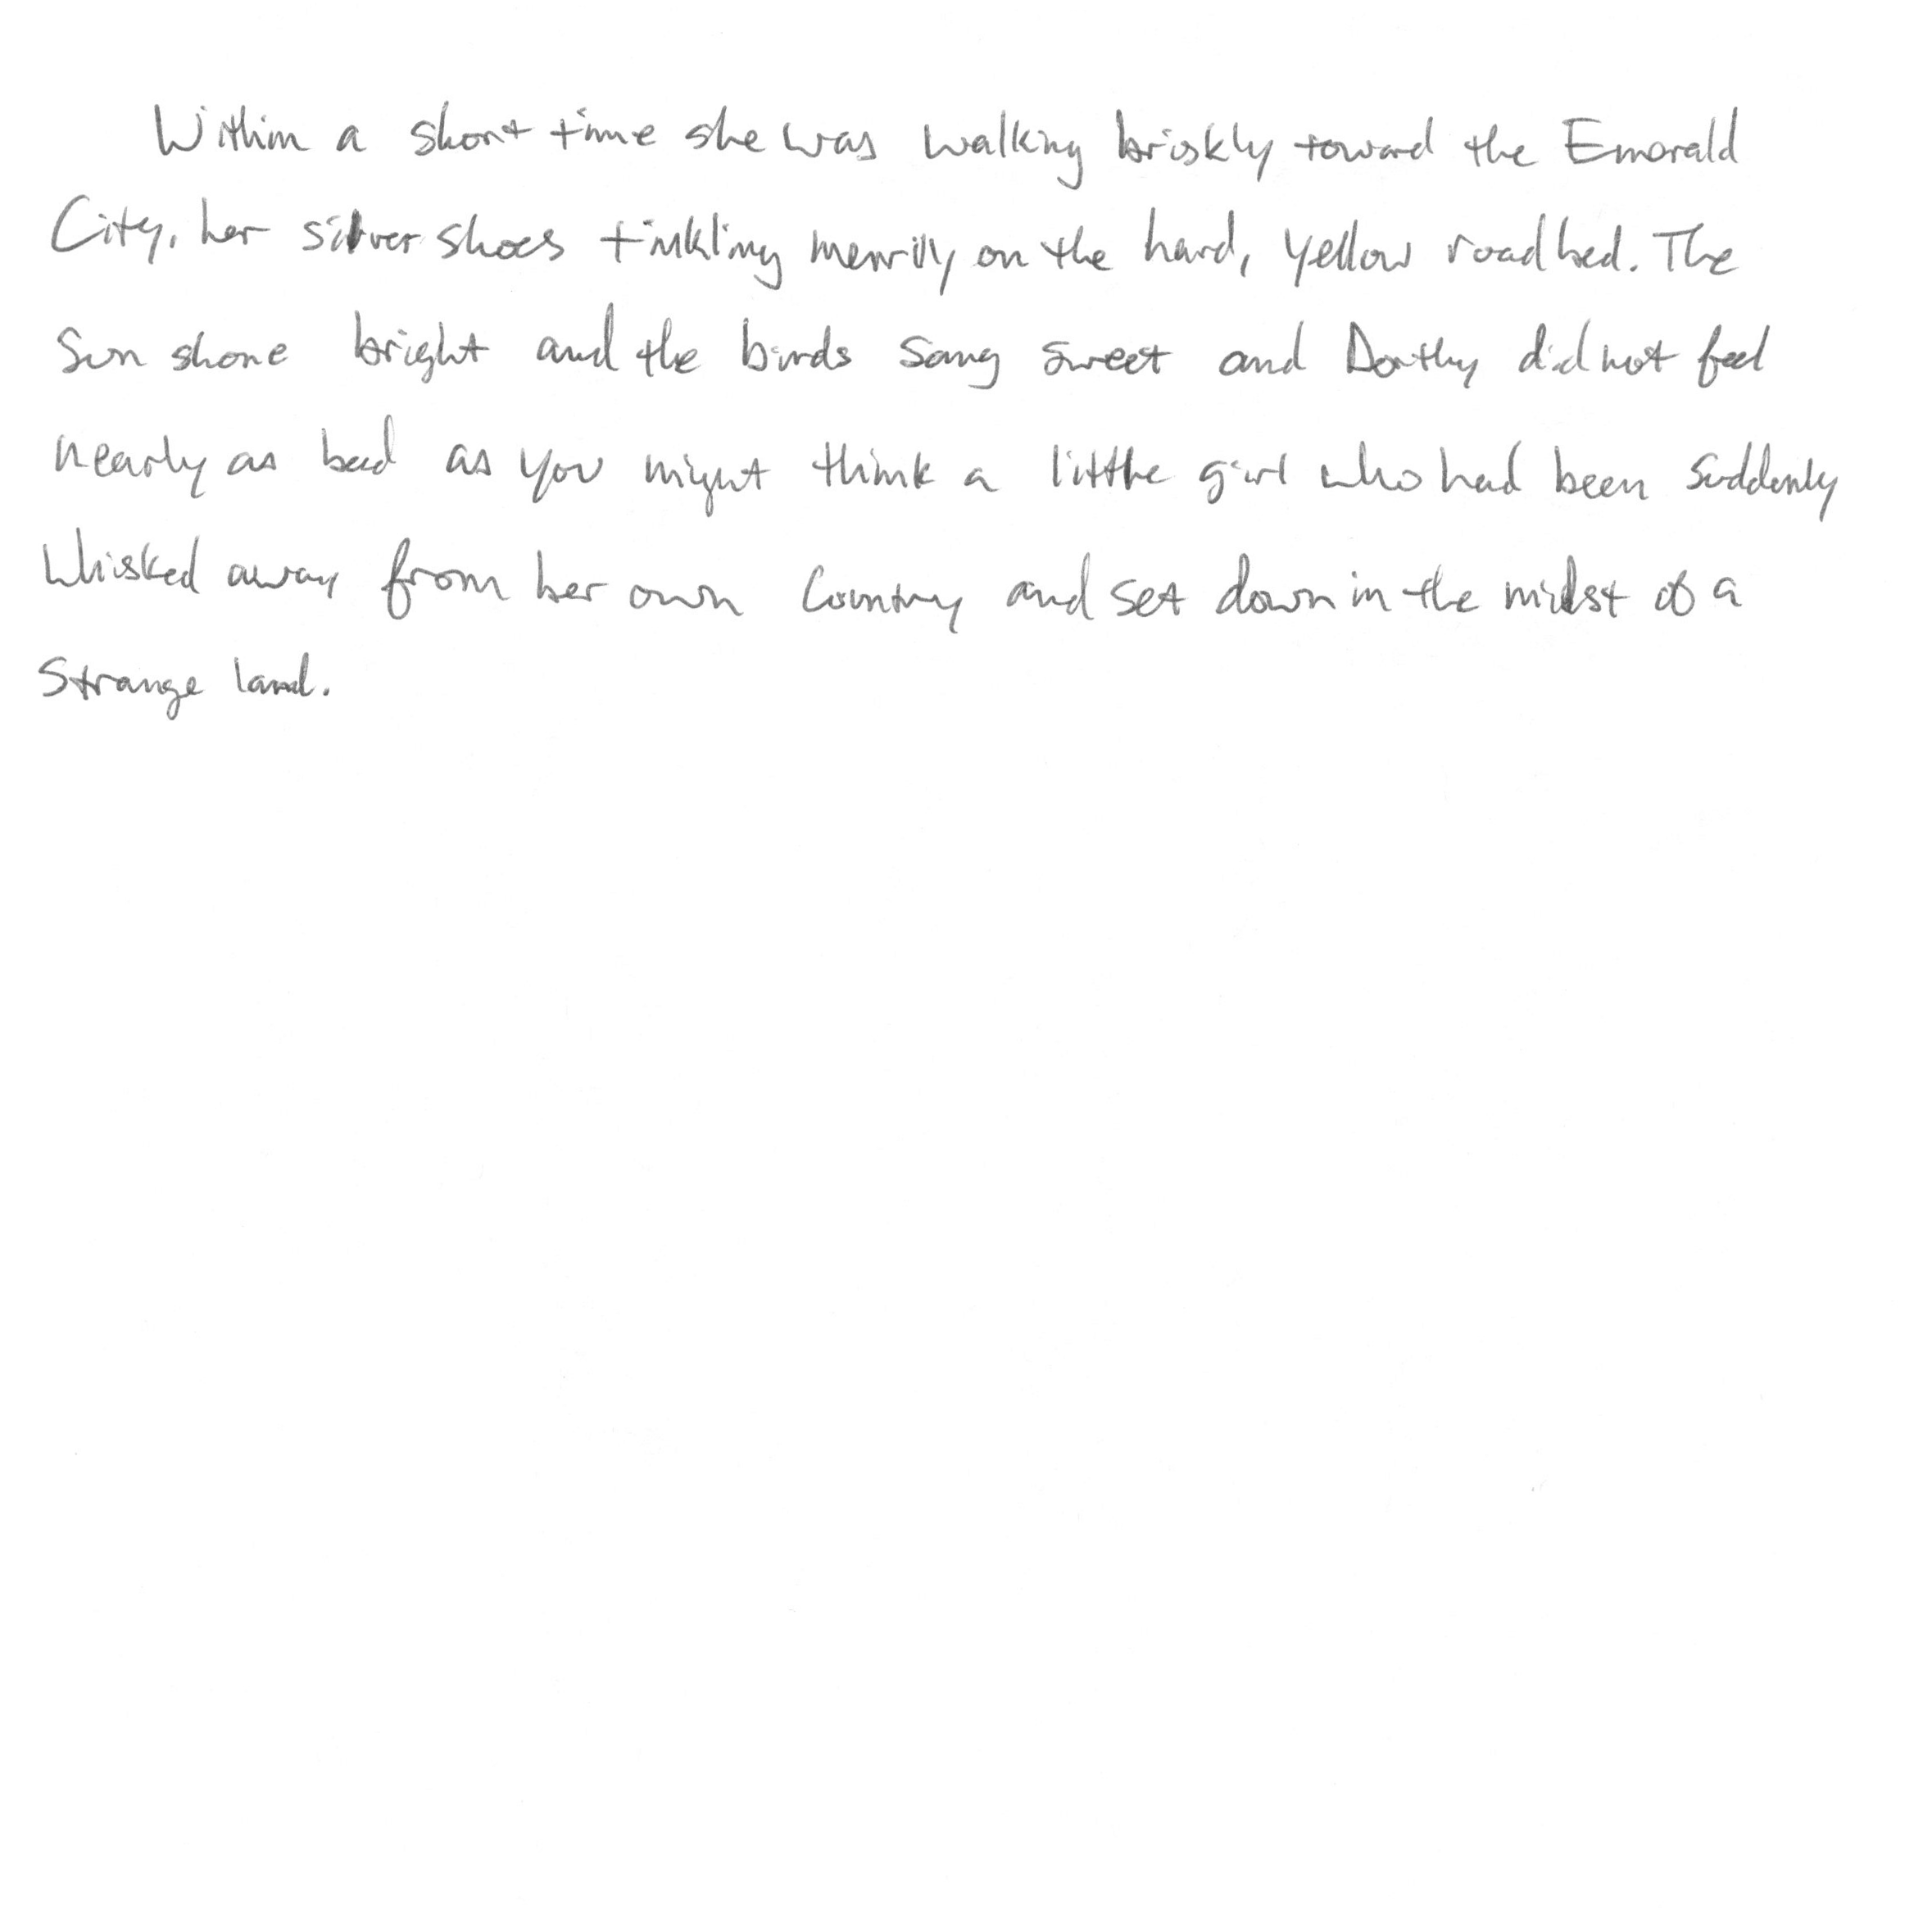 Within a short time she was walking briskly toward the Emerald
City, her silver shoes tinkling merrily on the hard, yellow roadbed. The
sun shone bright and the birds sang sweet and Dorthy did not feel
nearly as bad as you might think a little girl who had been suddenly
whisked away from her own country and set down in the midst of a
strange land.